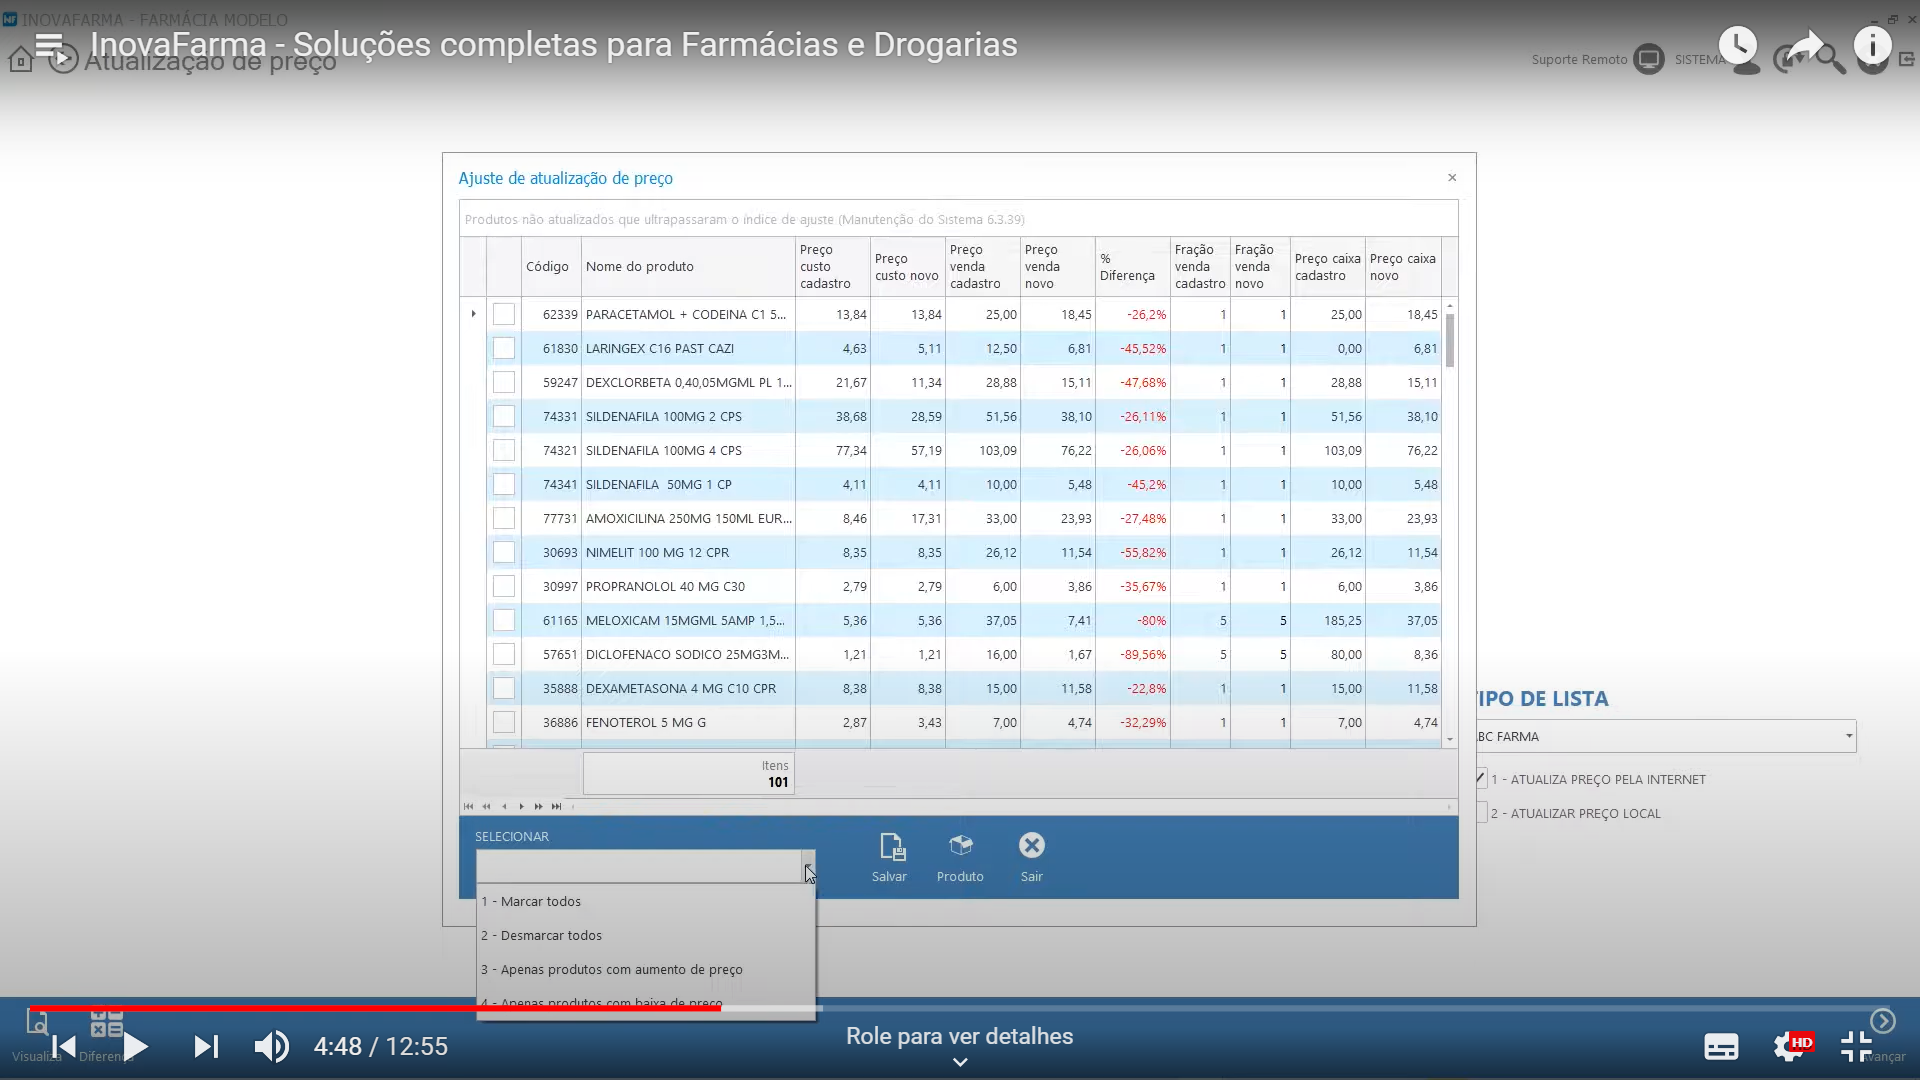 INOVAFARMA - FARMÁCIA MODELO
InovaFarma - Soluções completas para Farmácias e Drogarias
Atualização de preço
Suporte Remoto SISTEMA
Ajuste de atualização de preço
Produtos não atualizados que ultrapassaram o índice de ajuste (Manutenção do Sistema 6.3.39)
Código Nome do produto Preço custo cadastro Preço custo novo Preço venda cadastro Preço venda novo % Diferença Fração venda cadastro Fração venda novo Preço caixa cadastro Preço caixa novo
62339 PARACETAMOL + CODEINA C1 5... 13,84 13,84 25,00 18,45 -26,2% 1 1 25,00 18,45
61830 LARINGEX C16 PAST CAZI 4,63 5,11 12,50 6,81 -45,52% 1 1 0,00 6,81
59247 DEXCLORBETA 0,40,05MGML PL 1... 21,67 11,34 28,88 15,11 -47,68% 1 1 28,88 15,11
74331 SILDENAFILA 100MG 2 CPS 38,68 28,59 51,56 38,10 -26,11% 1 1 51,56 38,10
74321 SILDENAFILA 100MG 4 CPS 77,34 57,19 103,09 76,22 -26,06% 1 1 103,09 76,22
74341 SILDENAFILA 50MG 1 CP 4,11 4,11 10,00 5,48 -45,2% 1 1 10,00 5,48
77731 AMOXICILINA 250MG 150ML EUR... 8,46 17,31 33,00 23,93 -27,48% 1 1 33,00 23,93
30693 NIMELIT 100 MG 12 CPR 8,35 8,35 26,12 11,54 -55,82% 1 1 26,12 11,54
30997 PROPRANOLOL 40 MG C30 2,79 2,79 6,00 3,86 -35,67% 1 1 6,00 3,86
61165 MELOXICAM 15MGML 5AMP 1,5... 5,36 5,36 37,05 7,41 -80% 5 5 185,25 37,05
57651 DICLOFENACO SODICO 25MG3M... 1,21 1,21 16,00 1,67 -89,56% 5 5 80,00 8,36
35888 DEXAMETASONA 4 MG C10 CPR 8,38 8,38 15,00 11,58 -22,8% 1 1 15,00 11,58
36886 FENOTEROL 5 MG G 2,87 3,43 7,00 4,74 -32,29% 1 1 7,00 4,74
Itens
101
IPO DE LISTA
BC FARMA
1 - ATUALIZA PREÇO PELA INTERNET
2 - ATUALIZAR PREÇO LOCAL
SELECIONAR
Salvar Produto Sair
1 - Marcar todos
2 - Desmarcar todos
3 - Apenas produtos com aumento de preço
4 - Apenas produtos com baixa de preço
Visualiza Diferenç
4:48 / 12:55
Role para ver detalhes
HD
vançar